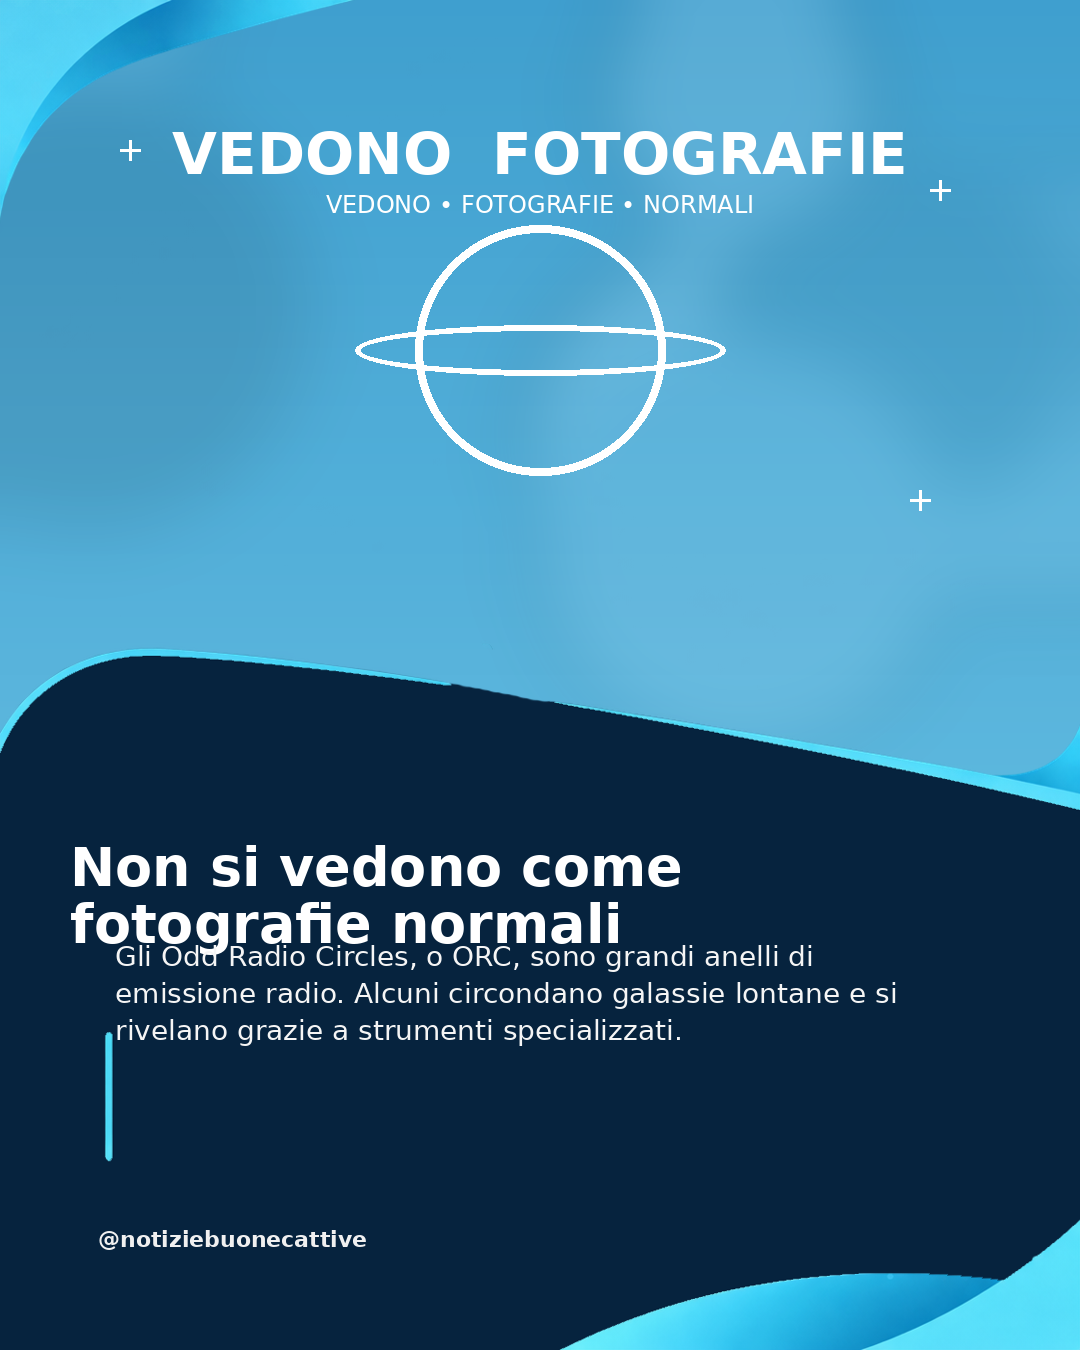 VEDONO FOTOGRAFIE
VEDONO • FOTOGRAFIE • NORMALI
Non si vedono come
fotografie normali
Gli Odd Radio Circles, o ORC, sono grandi anelli di
emissione radio. Alcuni circondano galassie lontane e si
rivelano grazie a strumenti specializzati.
@notiziebuonecattive